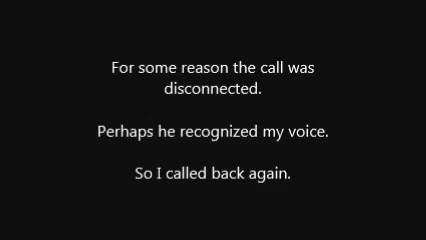 For some reason the call was
disconnected.
Perhaps he recognized my voice.
So I called back again.